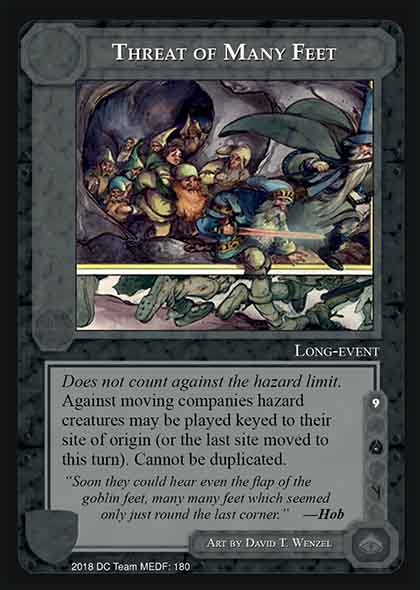 Threat of Many Feet
Long-event
Does not count against the hazard limit.
Against moving companies hazard
creatures may be played keyed to their
site of origin (or the last site moved to
this turn). Cannot be duplicated.
9
“Soon they could hear even the flap of the
goblin feet, many many feet which seemed
only just round the last corner.” —Hob
Art by David T. Wenzel
2018 DC Team MEDF: 180